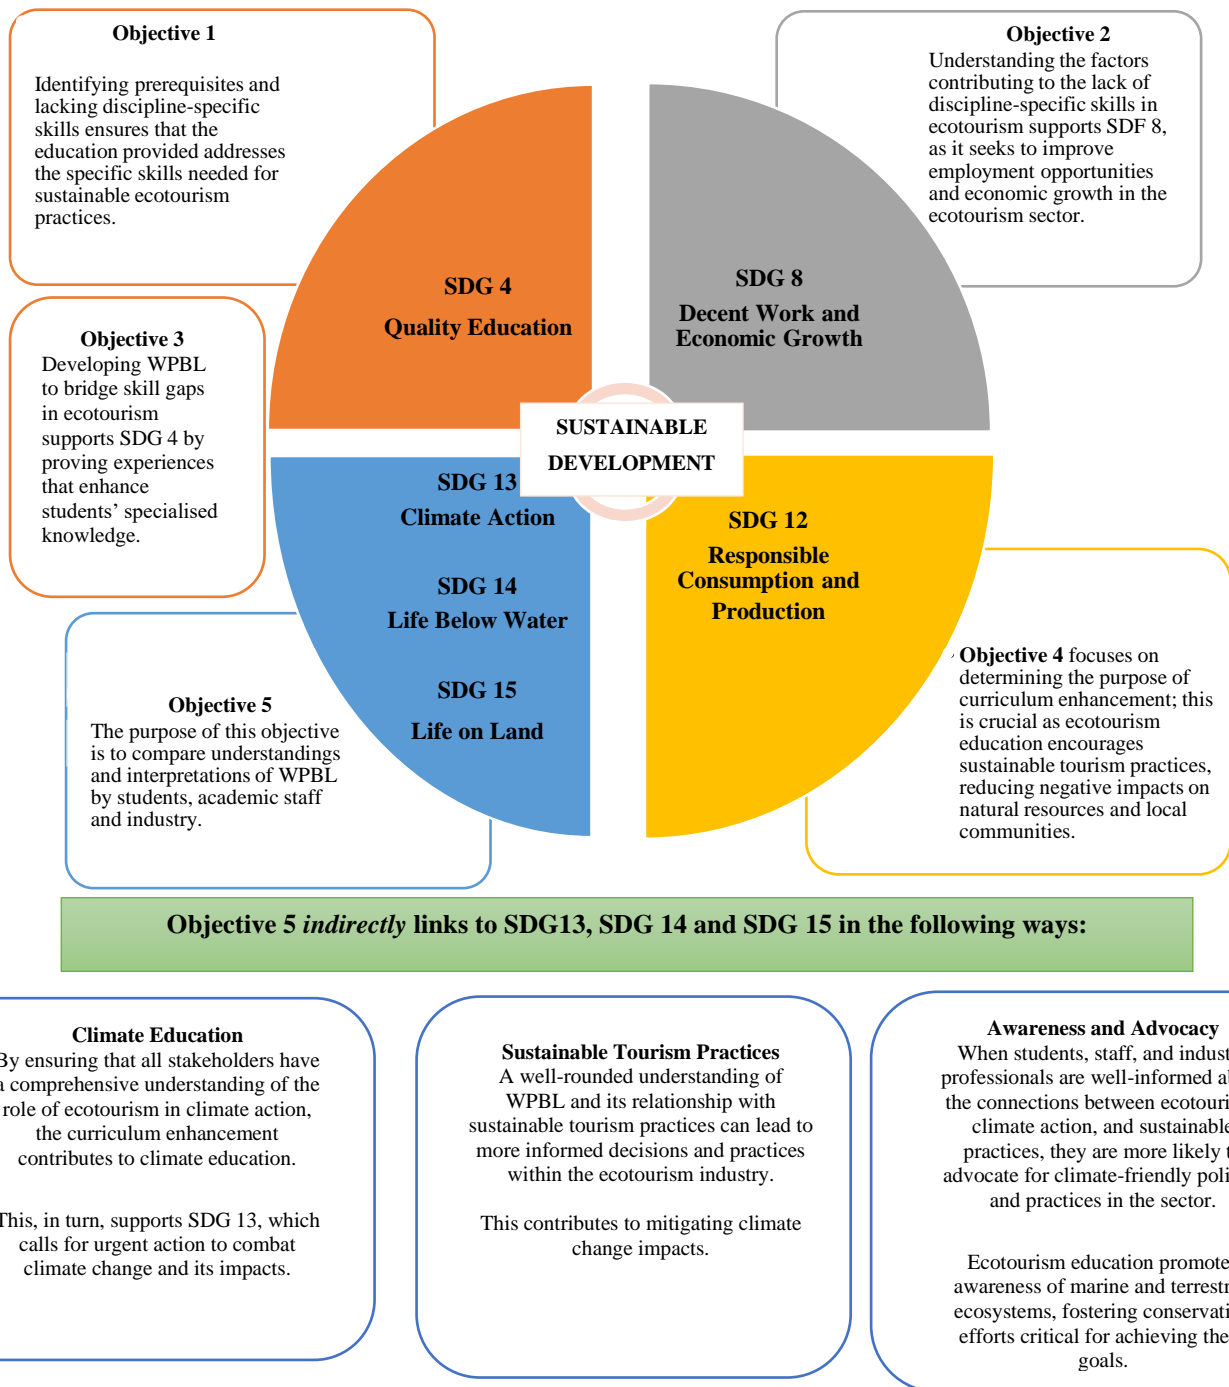 Objective 1
Identifying prerequisites and
lacking discipline-specific
skills ensures that the
education provided addresses
the specific skills needed for
sustainable ecotourism
practices.
Objective 2
Understanding the factors
contributing to the lack of
discipline-specific skills in
ecotourism supports SDF 8,
as it seeks to improve
employment opportunities
and economic growth in the
ecotourism sector.
SDG 4
Quality Education
SDG 8
Decent Work and
Economic Growth
Objective 3
Developing WPBL
to bridge skill gaps
in ecotourism
supports SDG 4 by
proving experiences
that enhance
students’ specialised
knowledge.
SUSTAINABLE
DEVELOPMENT
SDG 13
Climate Action
SDG 14
Life Below Water
SDG 15
Life on Land
SDG 12
Responsible
Consumption and
Production
Objective 5
The purpose of this objective
is to compare understandings
and interpretations of WPBL
by students, academic staff
and industry.
Objective 4 focuses on
determining the purpose of
curriculum enhancement; this
is crucial as ecotourism
education encourages
sustainable tourism practices,
reducing negative impacts on
natural resources and local
communities.
Objective 5 indirectly links to SDG13, SDG 14 and SDG 15 in the following ways:
Climate Education
By ensuring that all stakeholders have
a comprehensive understanding of the
role of ecotourism in climate action,
the curriculum enhancement
contributes to climate education.
This, in turn, supports SDG 13, which
calls for urgent action to combat
climate change and its impacts.
Sustainable Tourism Practices
A well-rounded understanding of
WPBL and its relationship with
sustainable tourism practices can lead to
more informed decisions and practices
within the ecotourism industry.
This contributes to mitigating climate
change impacts.
Awareness and Advocacy
When students, staff, and
professionals are well-informed
the connections between
climate action, and sustainable
practices, they are more likely
advocate for climate-friendly
and practices in the sector.
Ecotourism education
awareness of marine and
ecosystems, fostering
efforts critical for achieving
goals.